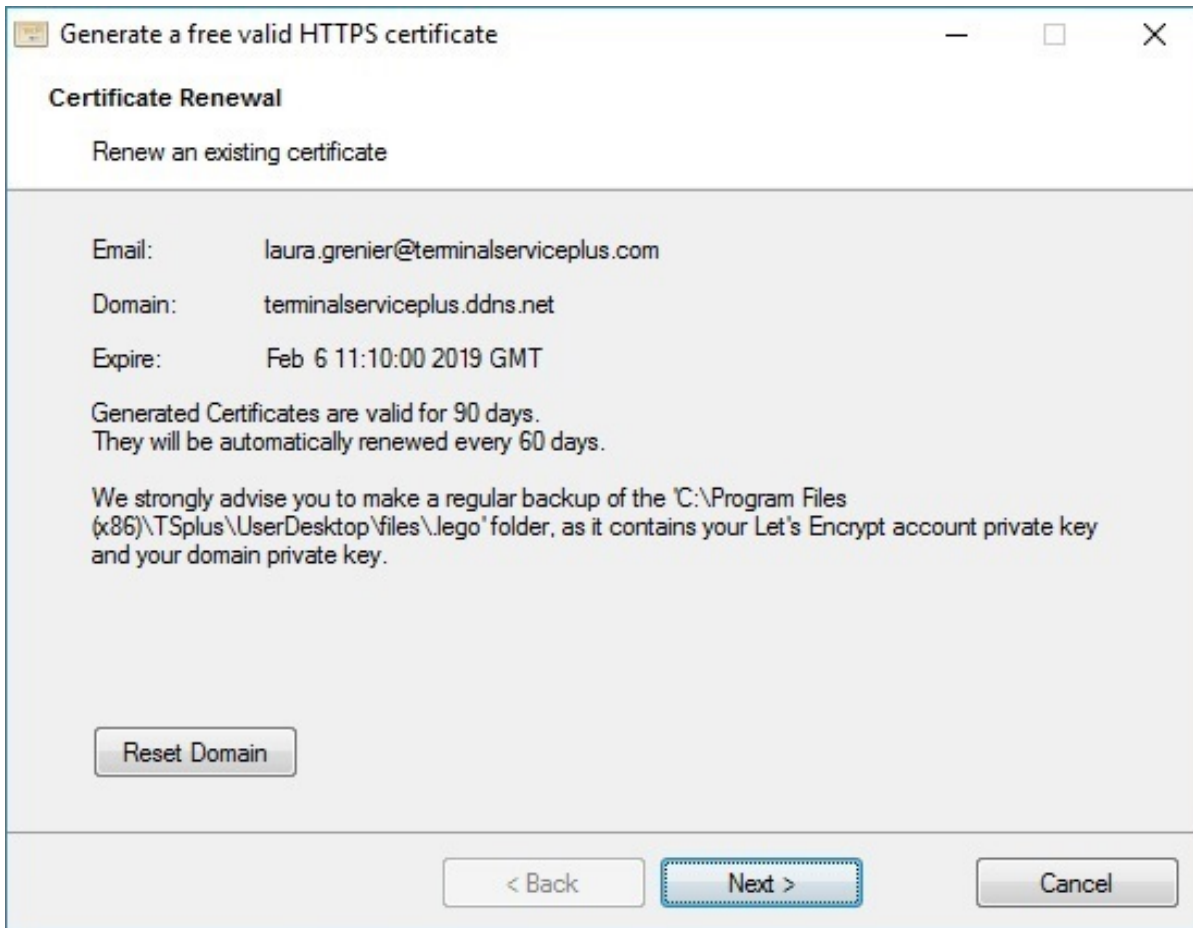 Generate a free valid HTTPS certificate
Certificate Renewal
Renew an existing certificate
Email: laura.grenier@terminalserviceplus.com
Domain: terminalserviceplus.ddns.net
Expire: Feb 6 11:10:00 2019 GMT
Generated Certificates are valid for 90 days.
They will be automatically renewed every 60 days.
We strongly advise you to make a regular backup of the 'C:\Program Files
(x86)\TSplus\UserDesktop\files\.lego' folder, as it contains your Let's Encrypt account private key
and your domain private key.
Reset Domain
< Back Next > Cancel